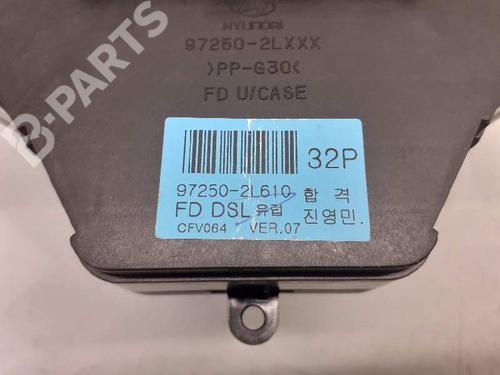 HYUNDAI
97250-2LXXX
>PP-G30<
FD U/CASE
B-PARTS
32P
97250-2L610 합 격
FD DSL 유럽 진영민.
CFV064 / VER.07